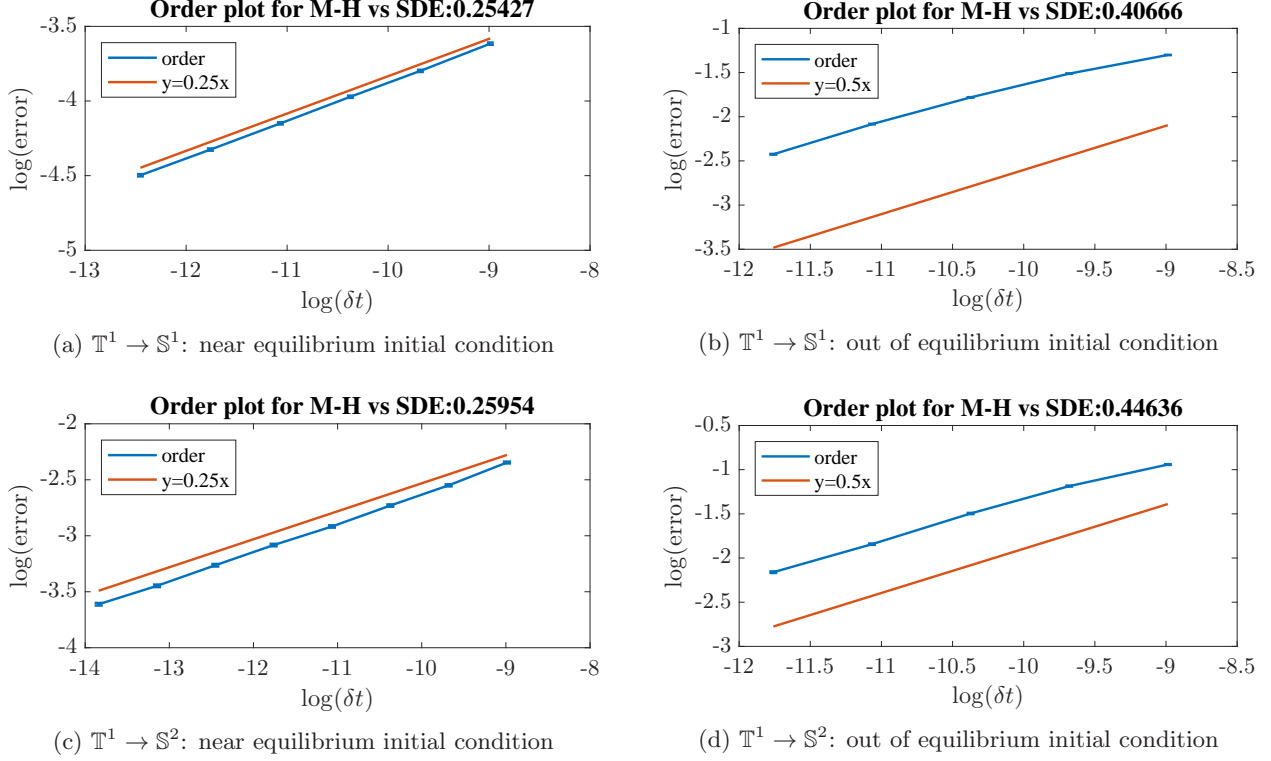 Order plot for M-H vs SDE:0.25427
-3.5
-4
-4.5
-5
log(error)
order
y=0.25x
-13
-12
-11
-10
-9
-8
log(δt)
(a) 𝕋¹ → 𝕊¹: near equilibrium initial condition
Order plot for M-H vs SDE:0.40666
-1
-1.5
-2
-2.5
-3
-3.5
log(error)
order
y=0.5x
-12
-11.5
-11
-10.5
-10
-9.5
-9
-8.5
log(δt)
(b) 𝕋¹ → 𝕊¹: out of equilibrium initial condition
Order plot for M-H vs SDE:0.25954
-2
-2.5
-3
-3.5
-4
log(error)
order
y=0.25x
-14
-13
-12
-11
-10
-9
-8
log(δt)
(c) 𝕋¹ → 𝕊²: near equilibrium initial condition
Order plot for M-H vs SDE:0.44636
-0.5
-1
-1.5
-2
-2.5
-3
log(error)
order
y=0.5x
-12
-11.5
-11
-10.5
-10
-9.5
-9
-8.5
log(δt)
(d) 𝕋¹ → 𝕊²: out of equilibrium initial condition